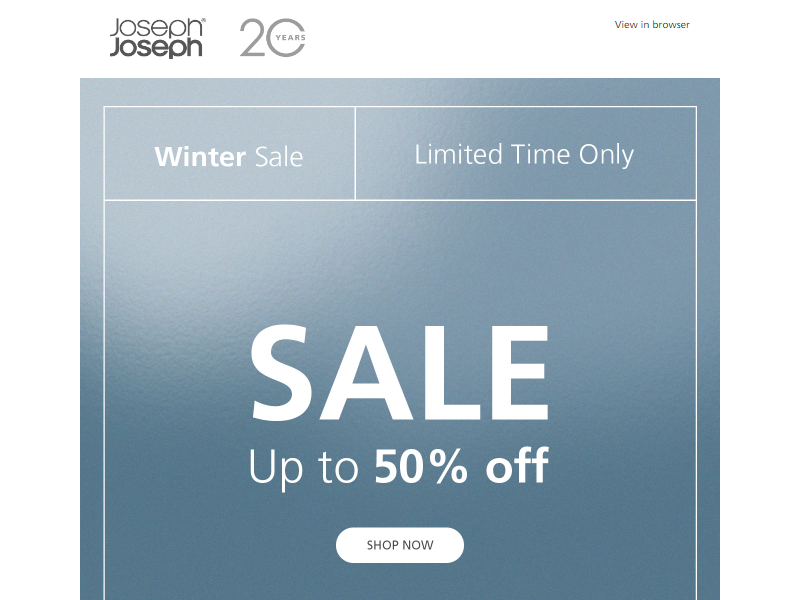 Joseph®
Joseph
20 YEARS
View in browser
Winter Sale
Limited Time Only
SALE
Up to 50% off
SHOP NOW